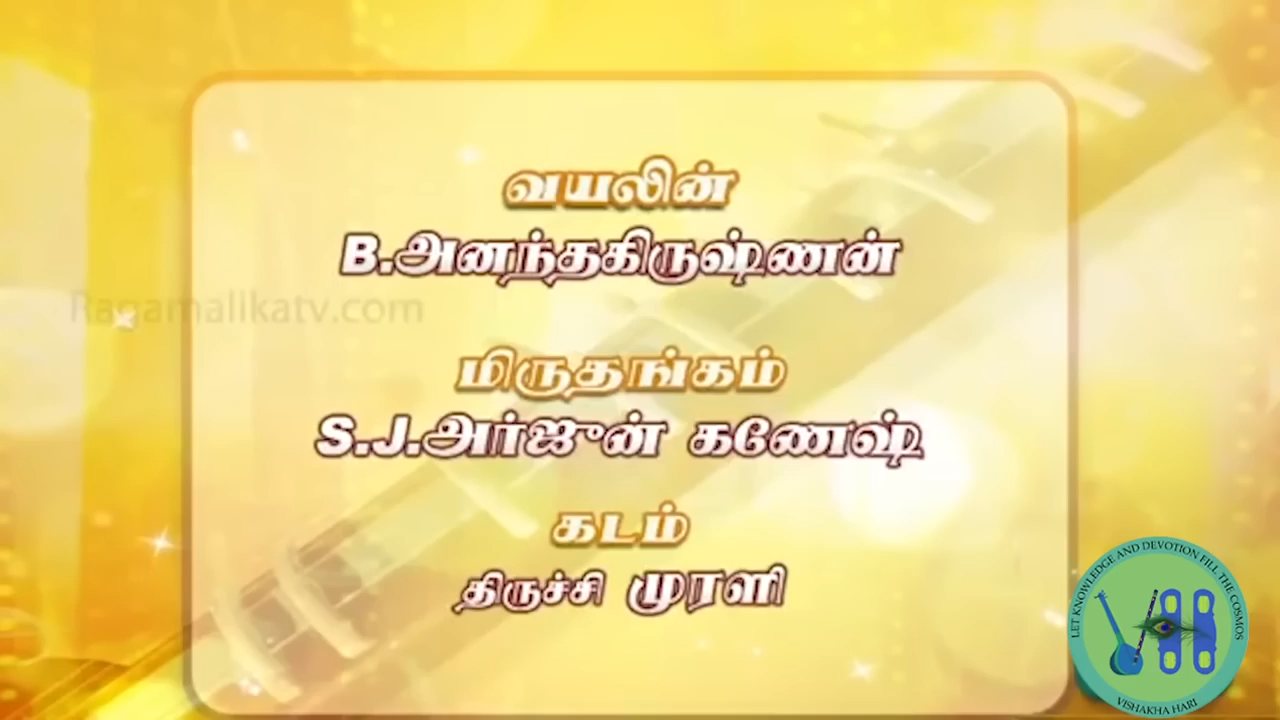 வயலின்
B.அனந்தகிருஷ்ணன்
Ragamalikatv.com
மிருதங்கம்
S.J.அர்ஜுன் கணேஷ்
கடம்
திருச்சி முரளி
LET KNOWLEDGE AND DEVOTION FILL THE COSMOS
VISHAKHA HARI